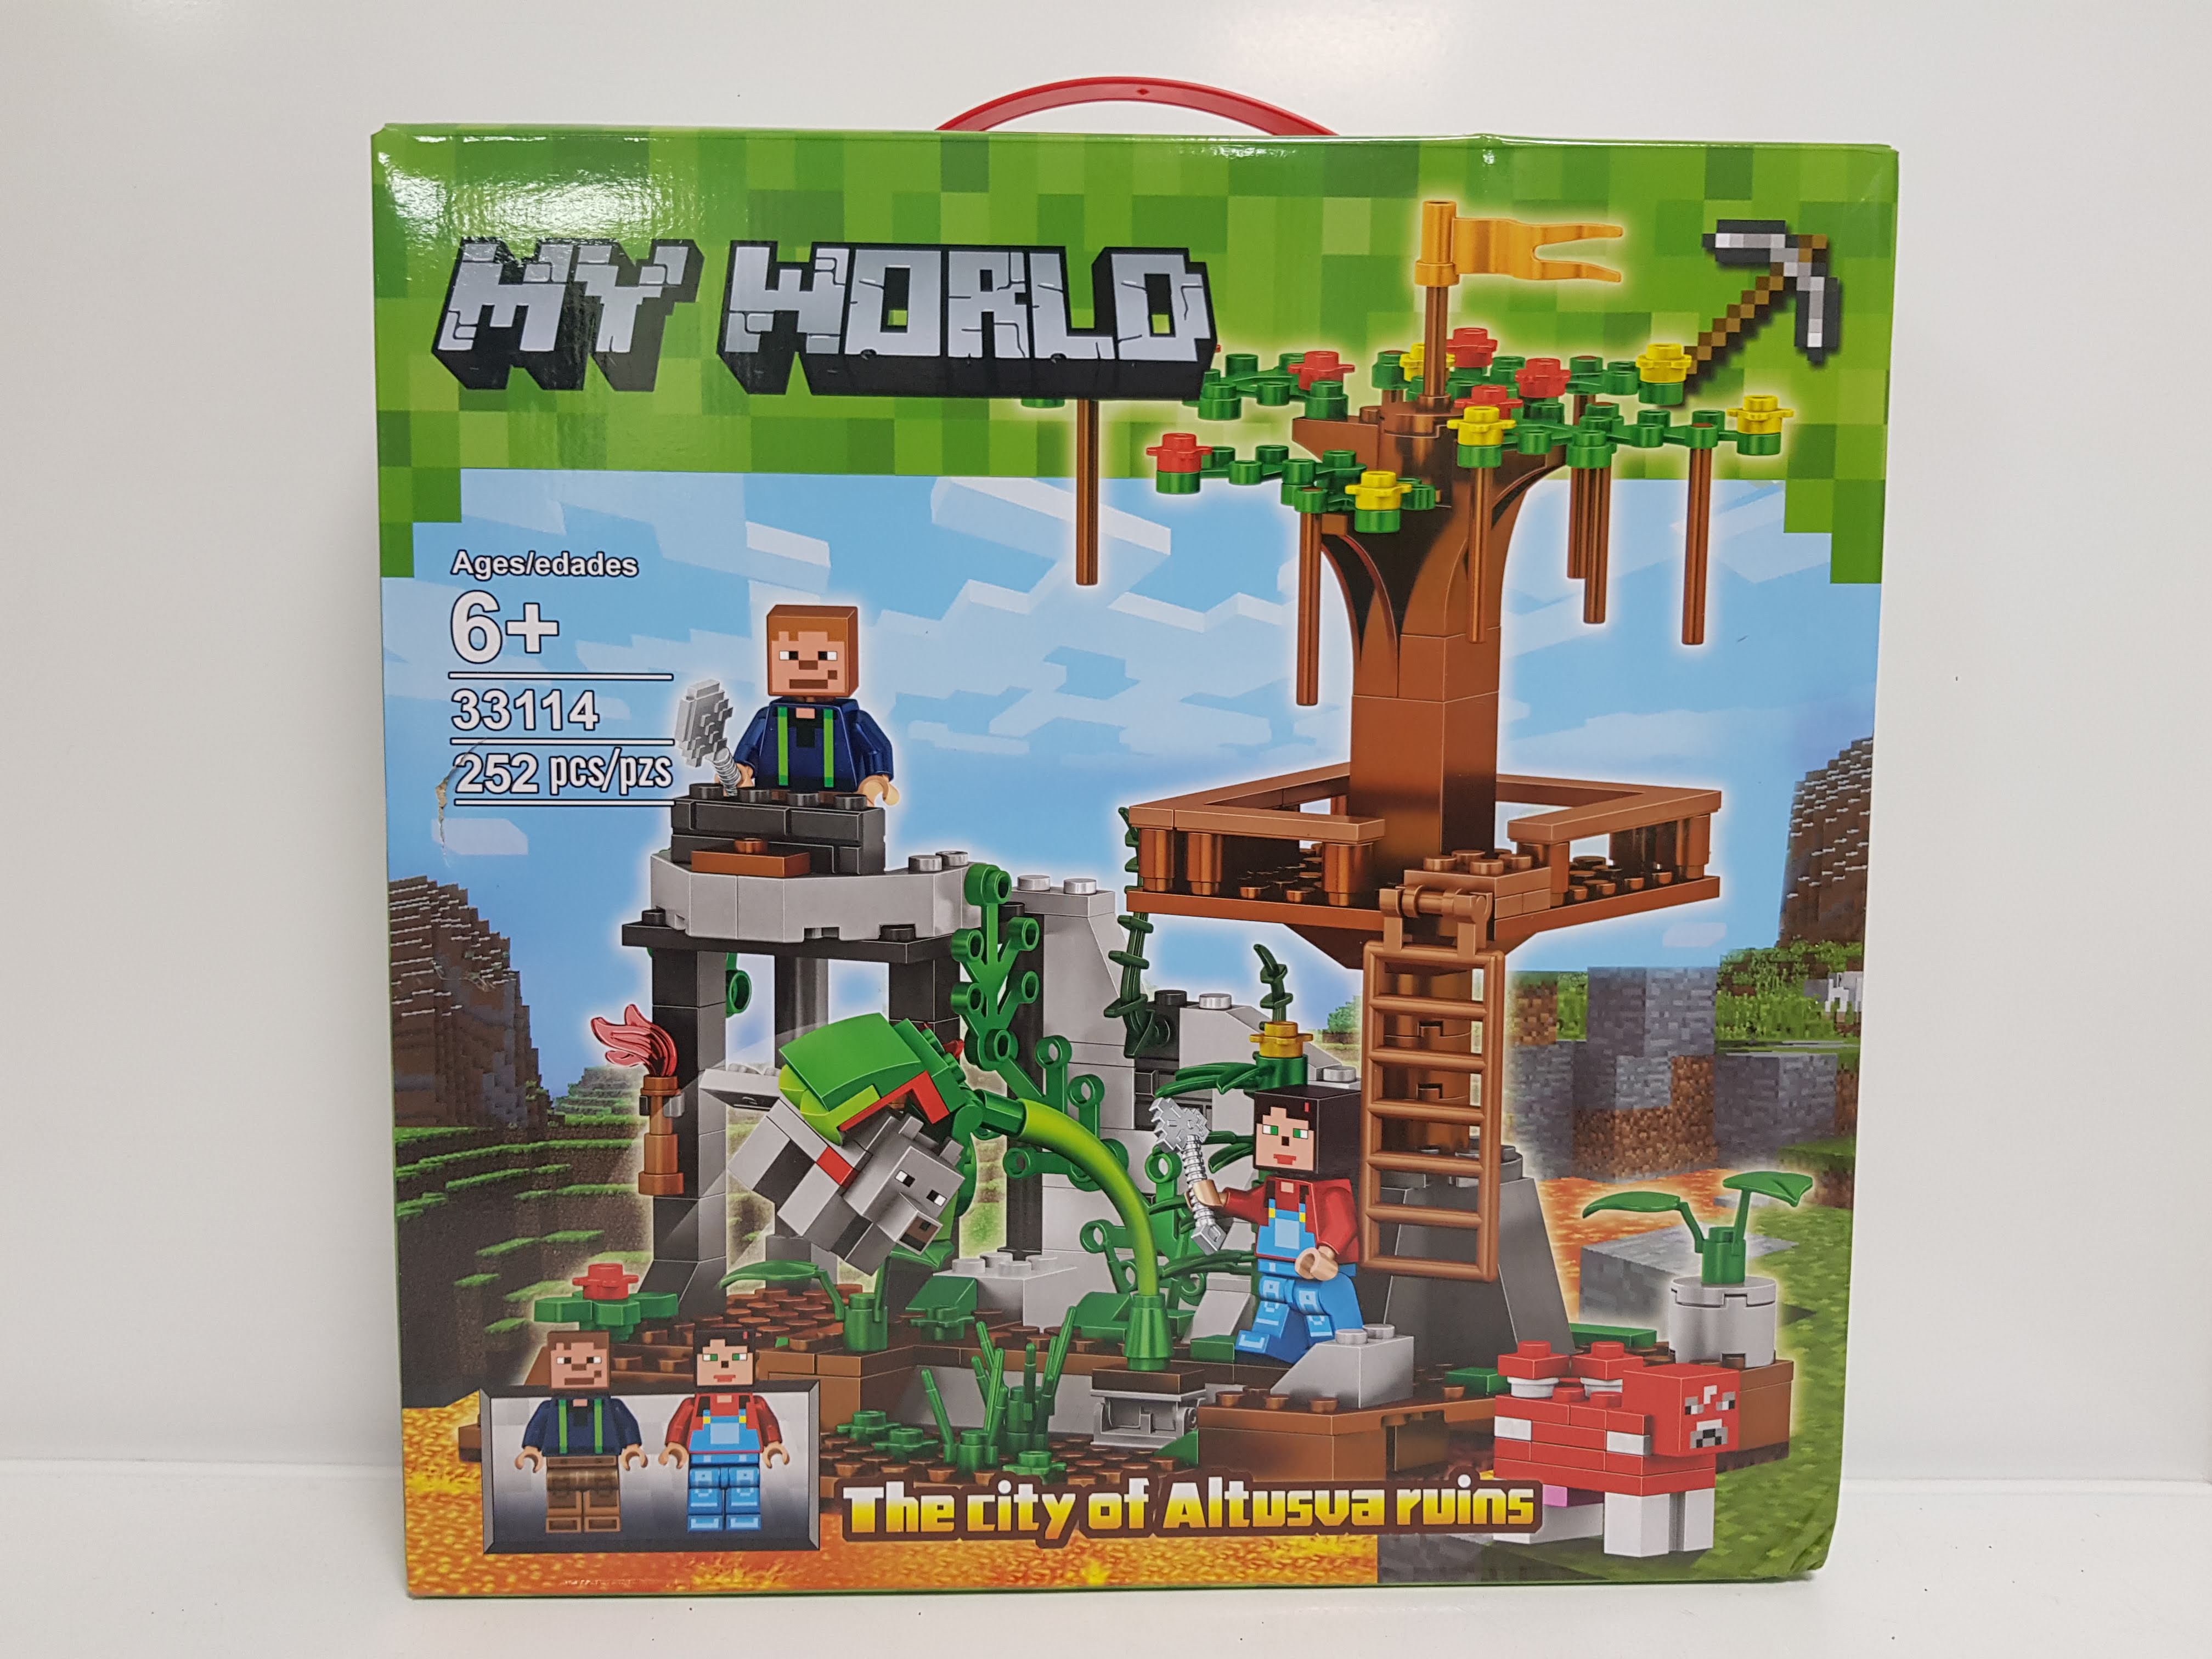 MY WORLD
Ages/edades
6+
33114
252 pcs/pzs
The city of Altusva ruins